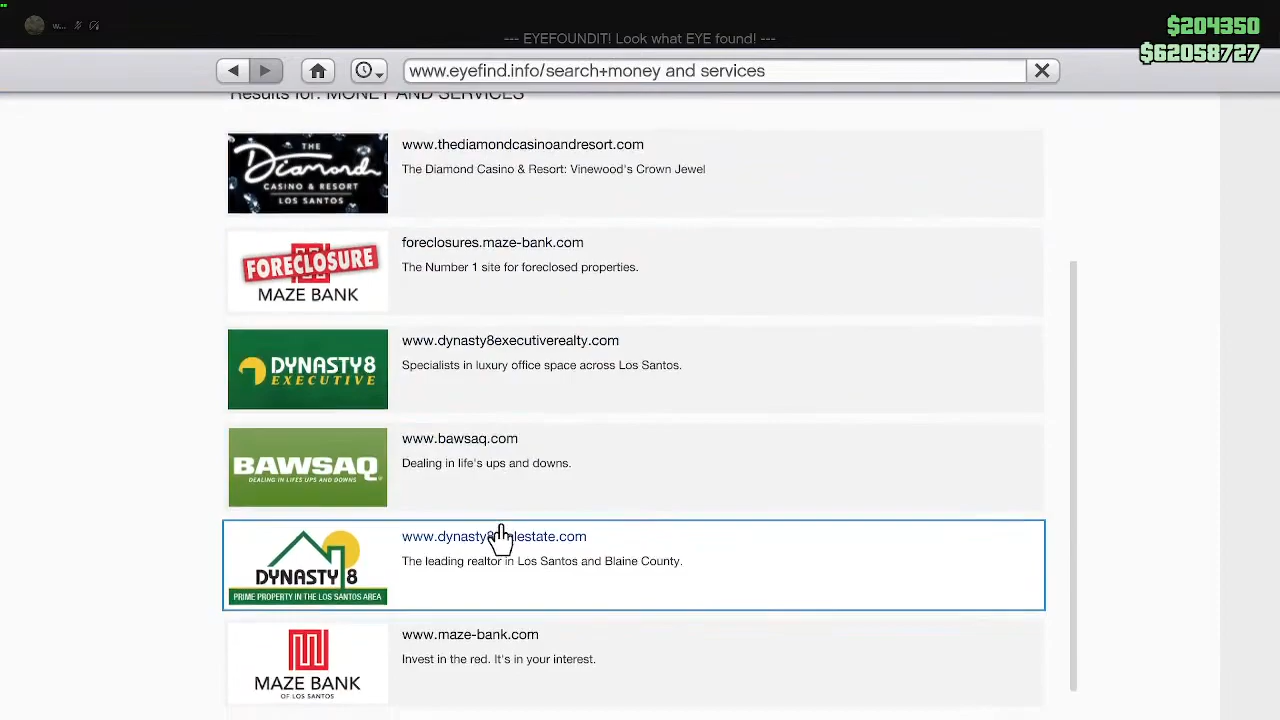 w...
$204350
--- EYEFOUNDIT! Look what EYE found! ---
$62058727
www.eyefind.info/search+money and services
Results for: MONEY AND SERVICES
THE
Diamond
CASINO & RESORT
LOS SANTOS
www.thediamondcasinoandresort.com
The Diamond Casino & Resort: Vinewood's Crown Jewel
FORECLOSURE
MAZE BANK
foreclosures.maze-bank.com
The Number 1 site for foreclosed properties.
DYNASTY8
EXECUTIVE
www.dynasty8executiverealty.com
Specialists in luxury office space across Los Santos.
BAWSAQ
DEALING IN LIFES UPS AND DOWNS
www.bawsaq.com
Dealing in life's ups and downs.
DYNASTY 8
PRIME PROPERTY IN THE LOS SANTOS AREA
www.dynasty8realestate.com
The leading realtor in Los Santos and Blaine County.
MAZE BANK
OF LOS SANTOS
www.maze-bank.com
Invest in the red. It's in your interest.